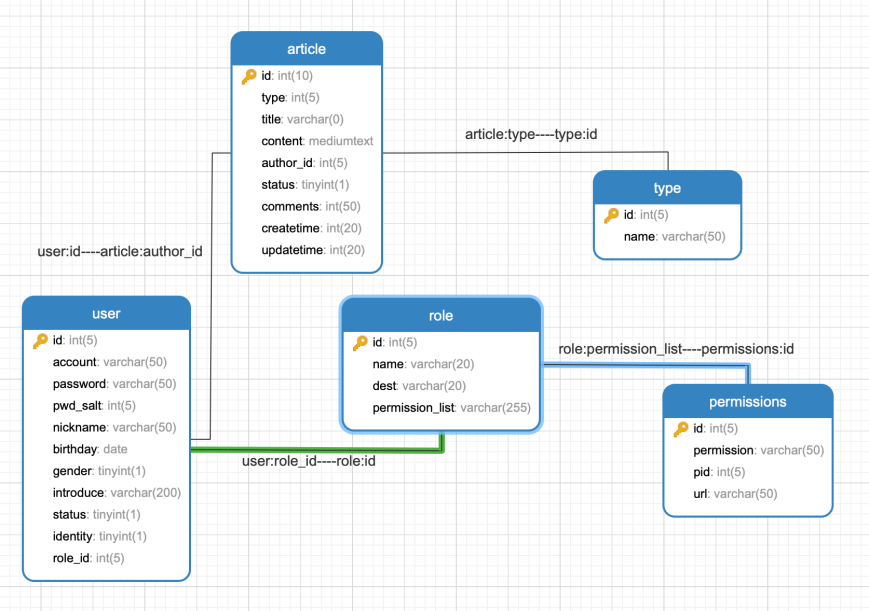 article
id: int(10)
type: int(5)
title: varchar(0)
content: mediumtext
author_id: int(5)
status: tinyint(1)
comments: int(50)
createtime: int(20)
updatetime: int(20)
article:type----type:id
type
id: int(5)
name: varchar(50)
user:id----article:author_id
user
id: int(5)
account: varchar(50)
password: varchar(50)
pwd_salt: int(5)
nickname: varchar(50)
birthday: date
gender: tinyint(1)
introduce: varchar(200)
status: tinyint(1)
identity: tinyint(1)
role_id: int(5)
role
id: int(5)
name: varchar(20)
dest: varchar(20)
permission_list: varchar(255)
user:role_id----role:id
role:permission_list----permissions:id
permissions
id: int(5)
permission: varchar(50)
pid: int(5)
url: varchar(50)